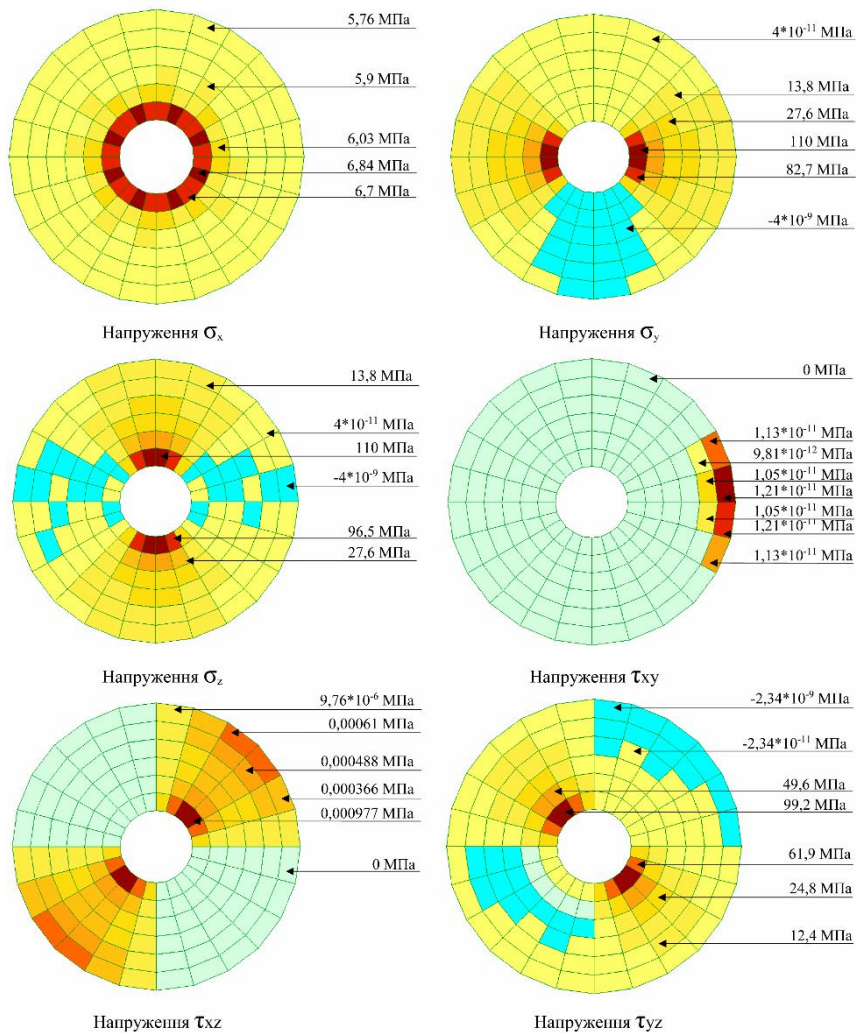 5,76 МПа
5,9 МПа
6,03 МПа
6,84 МПа
6,7 МПа
Напруження σₓ
4*10⁻¹¹ МПа
13,8 МПа
27,6 МПа
110 МПа
82,7 МПа
-4*10⁻⁹ МПа
Напруження σᵧ
13,8 МПа
4*10⁻¹¹ МПа
110 МПа
-4*10⁻⁹ МПа
96,5 МПа
27,6 МПа
Напруження σz
0 МПа
1,13*10⁻¹¹ МПа
9,81*10⁻¹² МПа
1,05*10⁻¹¹ МПа
1,21*10⁻¹¹ МПа
1,05*10⁻¹¹ МПа
1,21*10⁻¹¹ МПа
1,13*10⁻¹¹ МПа
Напруження τxy
9,76*10⁻⁶ МПа
0,00061 МПа
0,000488 МПа
0,000366 МПа
0,000977 МПа
0 МПа
Напруження τxz
-2,34*10⁻⁹ МПа
-2,34*10⁻¹¹ МПа
49,6 МПа
99,2 МПа
61,9 МПа
24,8 МПа
12,4 МПа
Напруження τyz